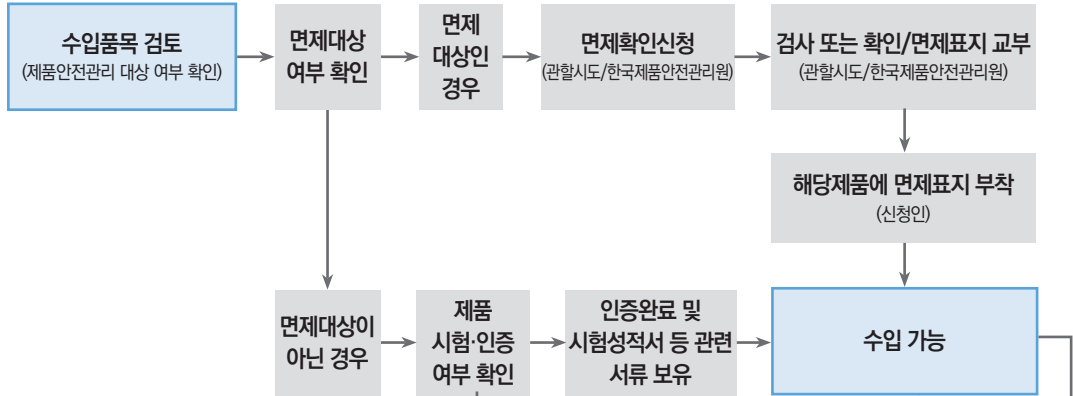 수입품목 검토
(제품안전관리 대상 여부 확인)
면제대상
여부 확인
면제
대상인
경우
면제확인신청
(관할시도/한국제품안전관리원)
검사 또는 확인/면제표지 교부
(관할시도/한국제품안전관리원)
해당제품에 면제표지 부착
(신청인)
면제대상이
아닌 경우
제품
시험·인증
여부 확인
인증완료 및
시험성적서 등 관련
서류 보유
수입 가능